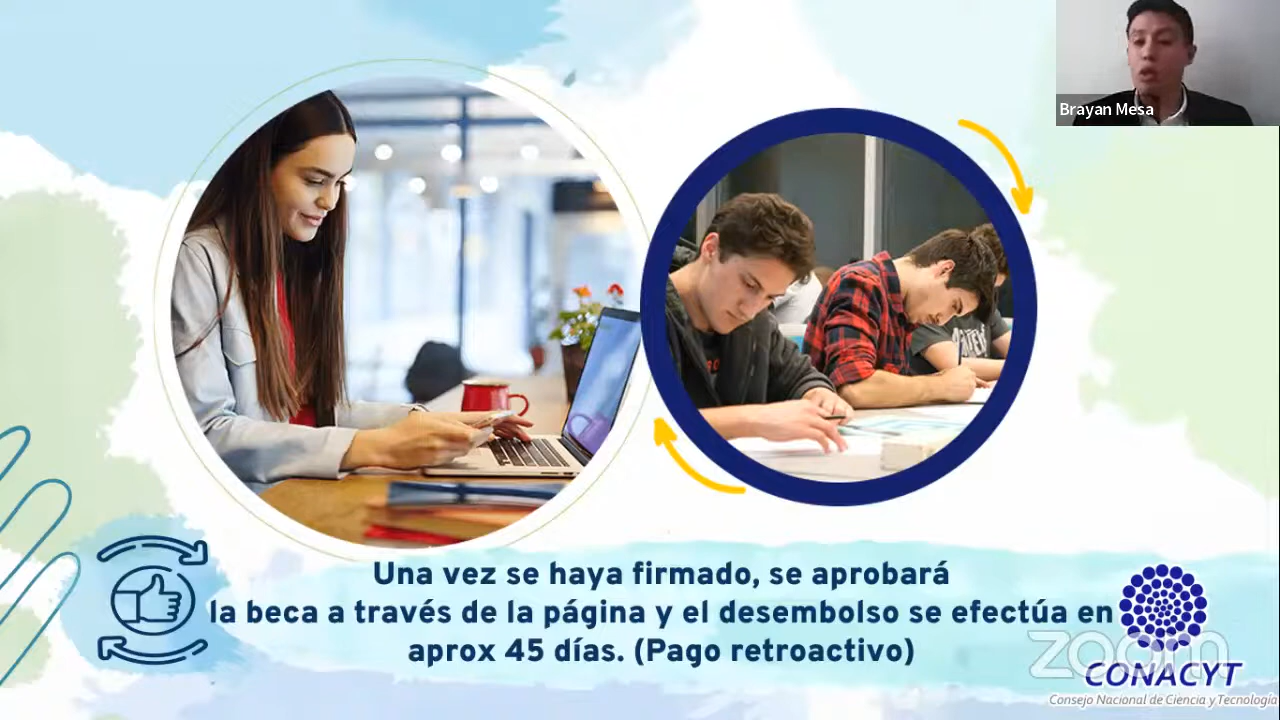 Brayan Mesa
Una vez se haya firmado, se aprobará
la beca a través de la página y el desembolso se efectúa en
aprox 45 días. (Pago retroactivo)
zoom
CONACYT
Consejo Nacional de Ciencia y Tecnología